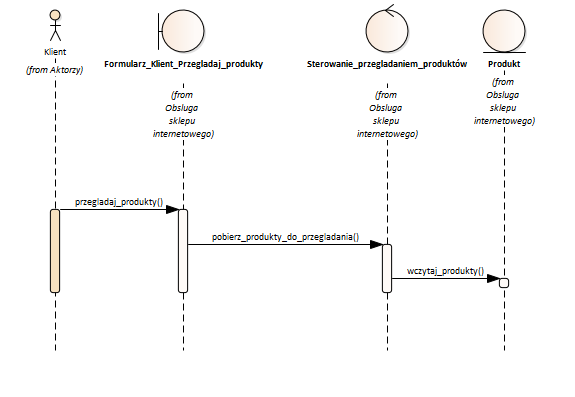 Klient
(from Aktorzy)
Formularz_Klient_Przegladaj_produkty
(from
Obsluga
sklepu
internetowego)
Sterowanie_przegladaniem_produktów
(from
Obsluga
sklepu
internetowego)
Produkt
(from
Obsluga
sklepu
internetowego)
przegladaj_produkty()
pobierz_produkty_do_przegladania()
wczytaj_produkty()